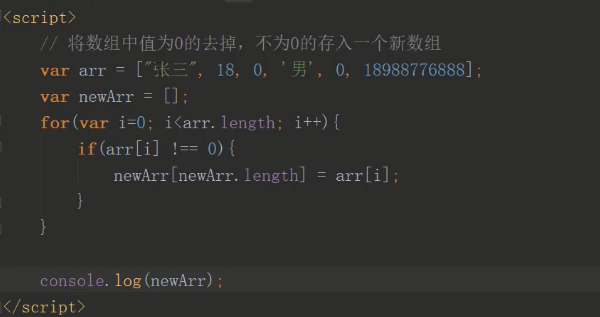 <script>
// 将数组中值为0的去掉，不为0的存入一个新数组
var arr = ["张三", 18, 0, '男', 0, 18988776888];
var newArr = [];
for(var i=0; i<arr.length; i++){
if(arr[i] !== 0){
newArr[newArr.length] = arr[i];
}
}
console.log(newArr);
</script>